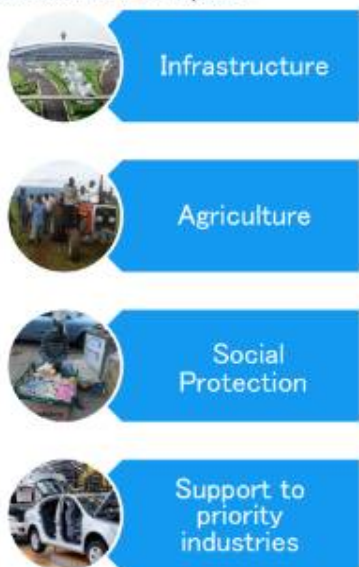 Infrastructure
Agriculture
Social
Protection
Support to
priority
industries